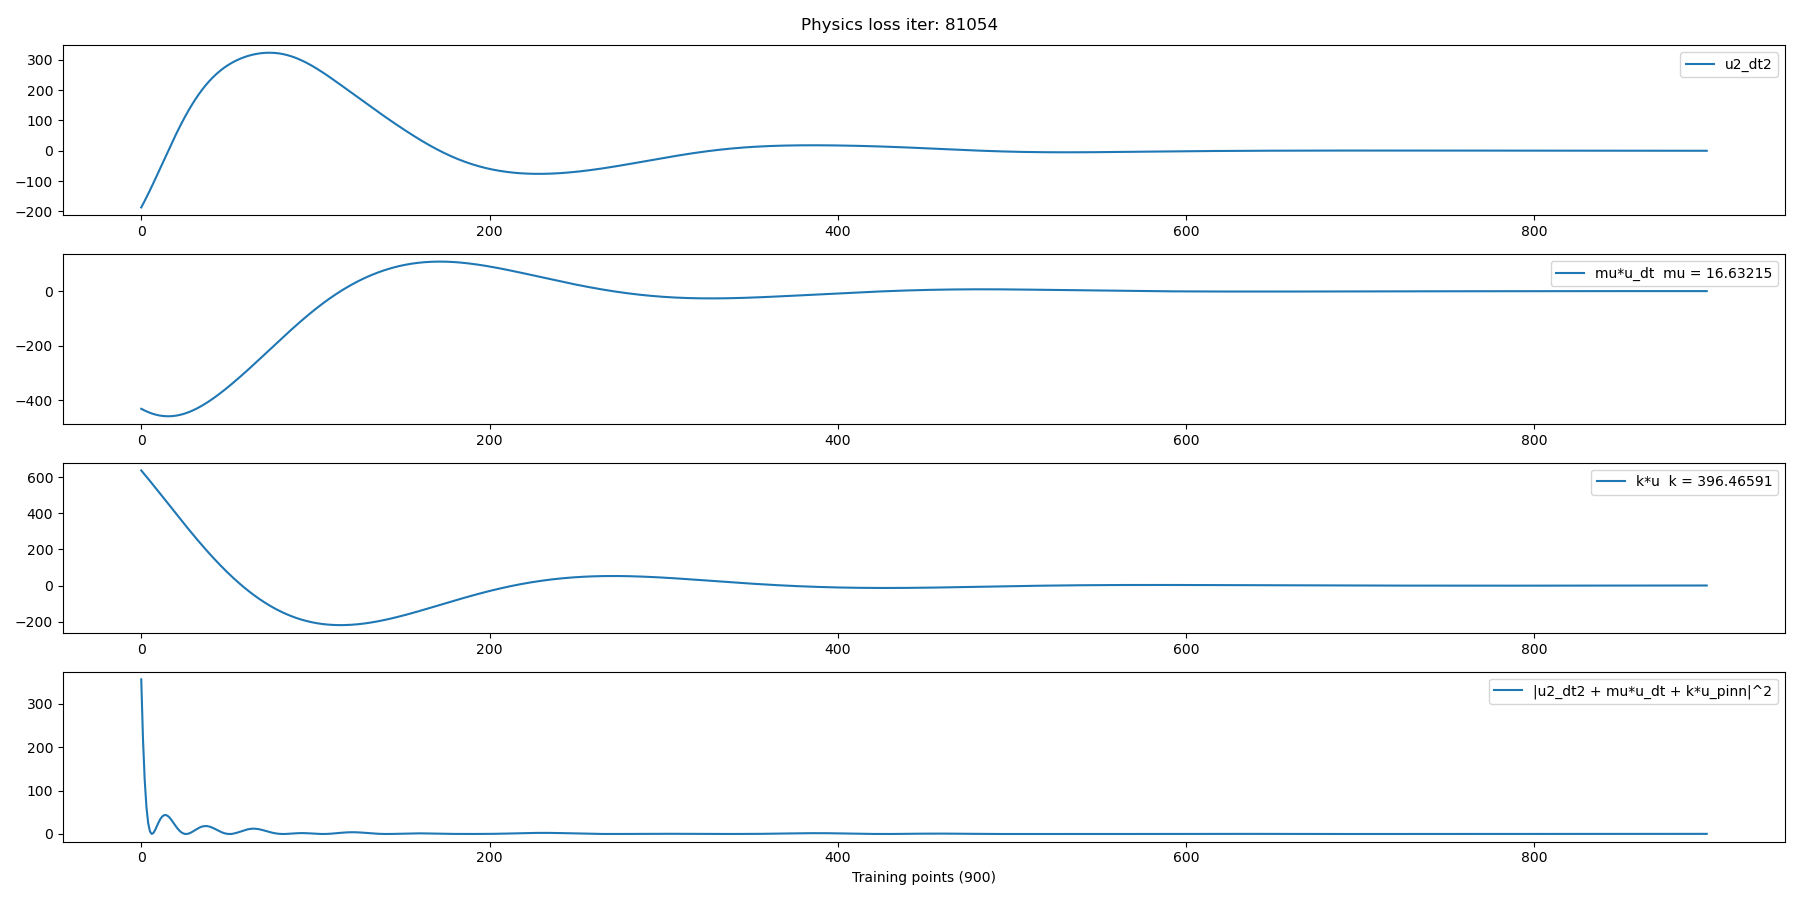 Physics loss iter: 81054
300
200
100
0
−100
−200
u2_dt2
0 200 400 600 800
0
−200
−400
mu*u_dt  mu = 16.63215
0 200 400 600 800
600
400
200
0
−200
k*u  k = 396.46591
0 200 400 600 800
300
200
100
0
|u2_dt2 + mu*u_dt + k*u_pinn|^2
0 200 400 600 800
Training points (900)